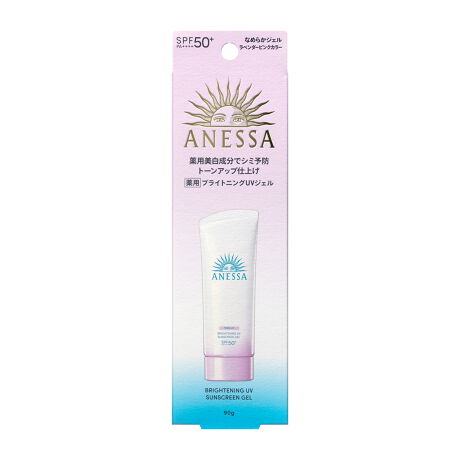 SPF50+
PA++++
なめらかジェル
ラベンダーピンクカラー
ANESSA
薬用美白成分でシミ予防
トーンアップ仕上げ
薬用 ブライトニングUVジェル
ANESSA
BRIGHTENING UV
SUNSCREEN GEL
SPF50+
BRIGHTENING UV
SUNSCREEN GEL
90g